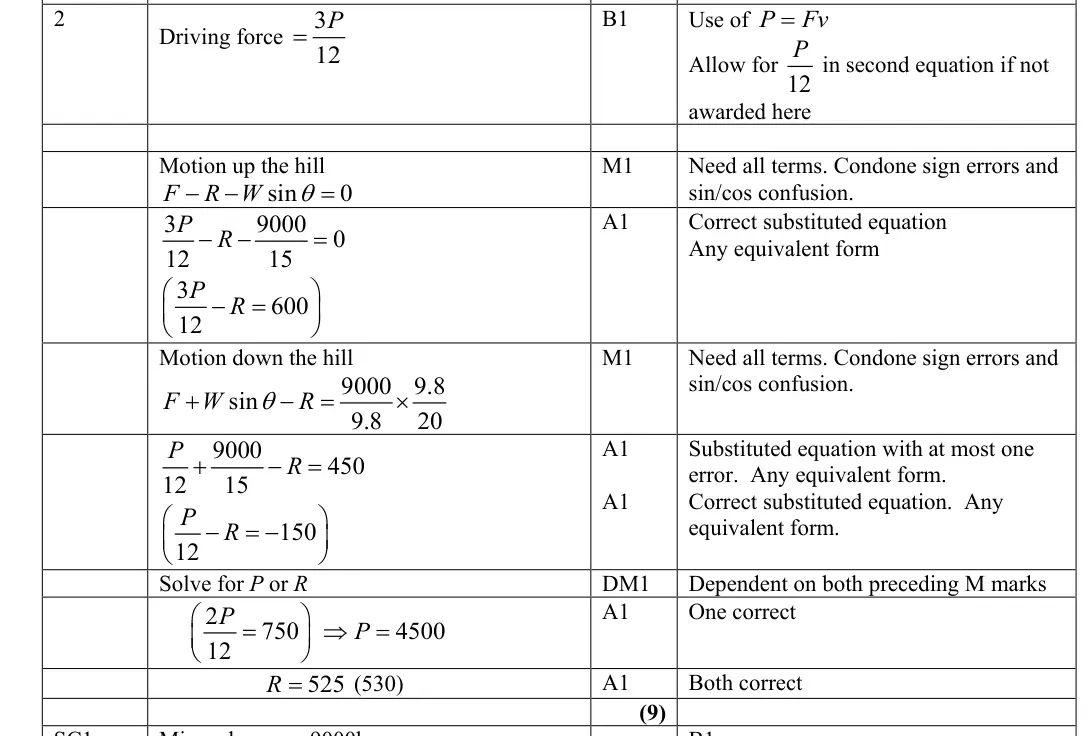 2 Driving force = 3P/12 B1 Use of P = Fv
Allow for P/12 in second equation if not
awarded here
Motion up the hill M1 Need all terms. Condone sign errors and
F − R − W sin θ = 0 sin/cos confusion.
3P/12 − R − 9000/15 = 0 A1 Correct substituted equation
Any equivalent form
(3P/12 − R = 600)
Motion down the hill M1 Need all terms. Condone sign errors and
sin/cos confusion.
F + W sin θ − R = 9000/9.8 × 9.8/20
P/12 + 9000/15 − R = 450 A1 Substituted equation with at most one
error. Any equivalent form.
(P/12 − R = −150) A1 Correct substituted equation. Any
equivalent form.
Solve for P or R DM1 Dependent on both preceding M marks
(2P/12 = 750) ⇒ P = 4500 A1 One correct
R = 525 (530) A1 Both correct
(9)